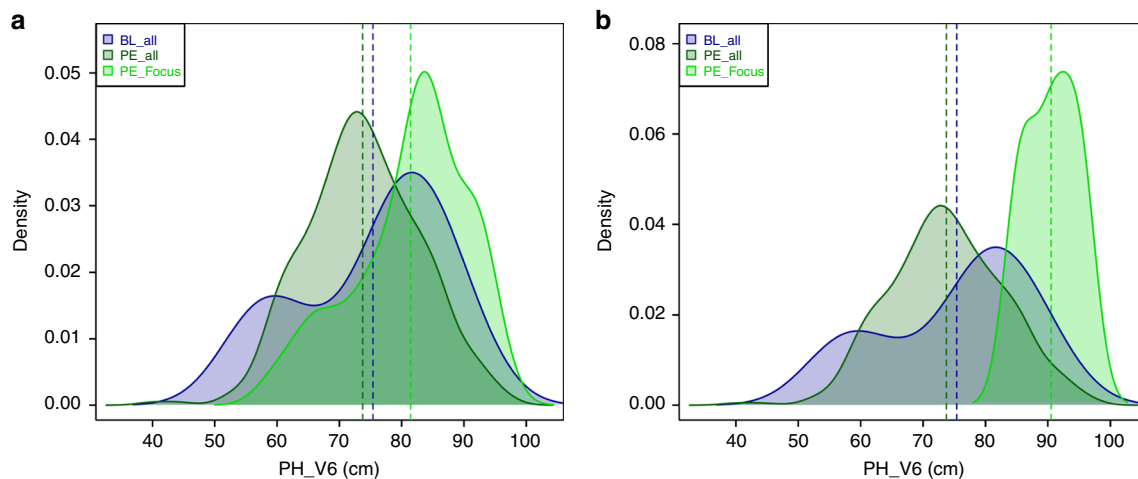 a
BL_all
PE_all
PE_Focus
0.05
0.04
0.03
0.02
0.01
0.00
Density
40 50 60 70 80 90 100
PH_V6 (cm)
b
BL_all
PE_all
PE_Focus
0.08
0.06
0.04
0.02
0.00
Density
40 50 60 70 80 90 100
PH_V6 (cm)